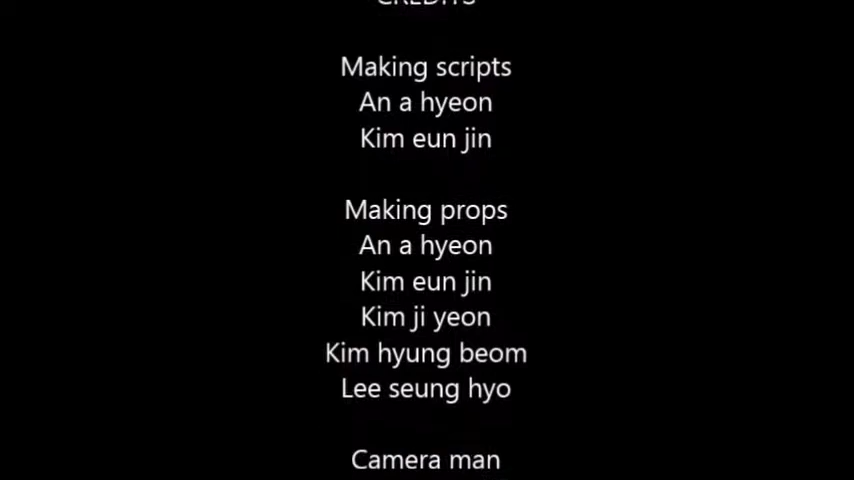 CREDITS
Making scripts
An a hyeon
Kim eun jin
Making props
An a hyeon
Kim eun jin
Kim ji yeon
Kim hyung beom
Lee seung hyo
Camera man